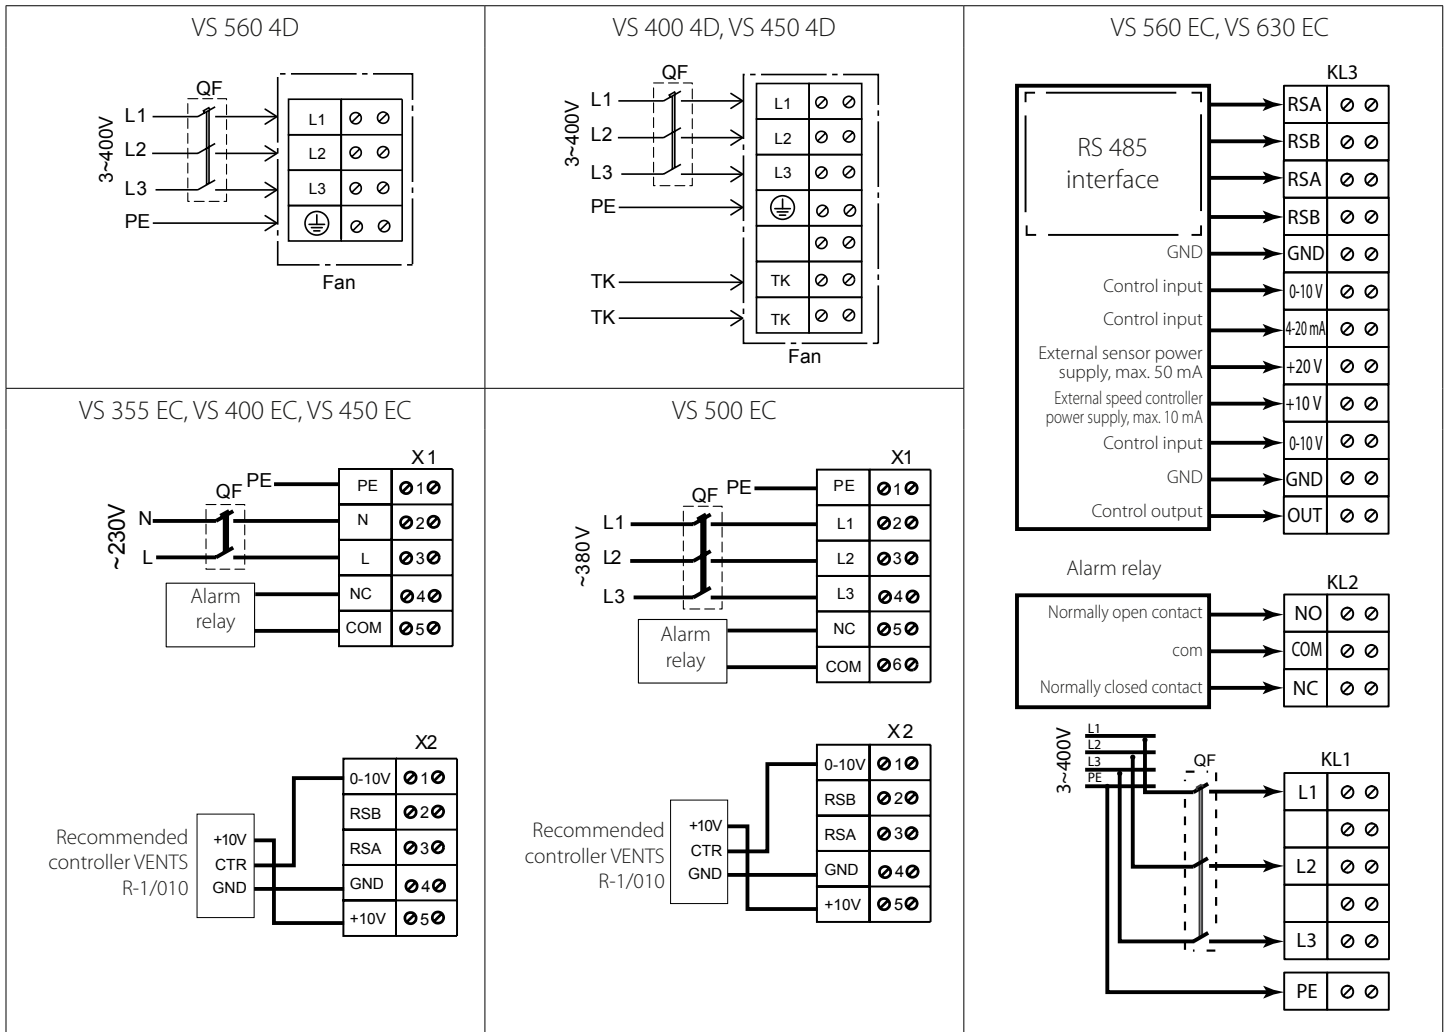 VS 560 4D
QF
L1
L2
L3
PE
3~400V
L1
L2
L3
Fan
VS 400 4D, VS 450 4D
QF
L1
L2
L3
PE
TK
TK
3~400V
L1
L2
L3
TK
TK
Fan
VS 560 EC, VS 630 EC
KL3
RS 485
interface
RSA
RSB
RSA
RSB
GND GND
Control input 0-10 V
Control input 4-20 mA
External sensor power
supply, max. 50 mA
+20 V
External speed controller
power supply, max. 10 mA
+10 V
Control input 0-10 V
GND GND
Control output OUT
Alarm relay
KL2
Normally open contact NO
com COM
Normally closed contact NC
3~400V
L1
L2
L3
PE
QF
KL1
L1
L2
L3
PE
VS 355 EC, VS 400 EC, VS 450 EC
X1
PE PE 1
QF
~230V
N N 2
L L 3
Alarm
relay
NC 4
COM 5
X2
Recommended
controller VENTS
R-1/010
+10V
CTR
GND
0-10V 1
RSB 2
RSA 3
GND 4
+10V 5
VS 500 EC
X1
PE PE 1
QF
~380V
L1 L1 2
L2 L2 3
L3 L3 4
Alarm
relay
NC 5
COM 6
X2
Recommended
controller VENTS
R-1/010
+10V
CTR
GND
0-10V 1
RSB 2
RSA 3
GND 4
+10V 5